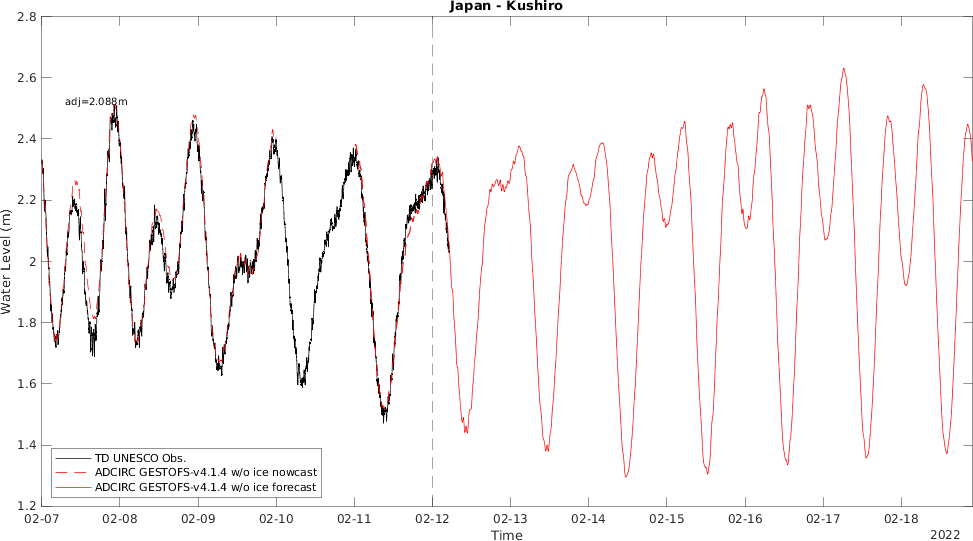 Japan - Kushiro
2.8
2.6
adj=2.088m
2.4
2.2
2
1.8
1.6
1.4
1.2
Water Level (m)
TD UNESCO Obs.
ADCIRC GESTOFS-v4.1.4 w/o ice nowcast
ADCIRC GESTOFS-v4.1.4 w/o ice forecast
02-07 02-08 02-09 02-10 02-11 02-12 02-13 02-14 02-15 02-16 02-17 02-18
Time
2022